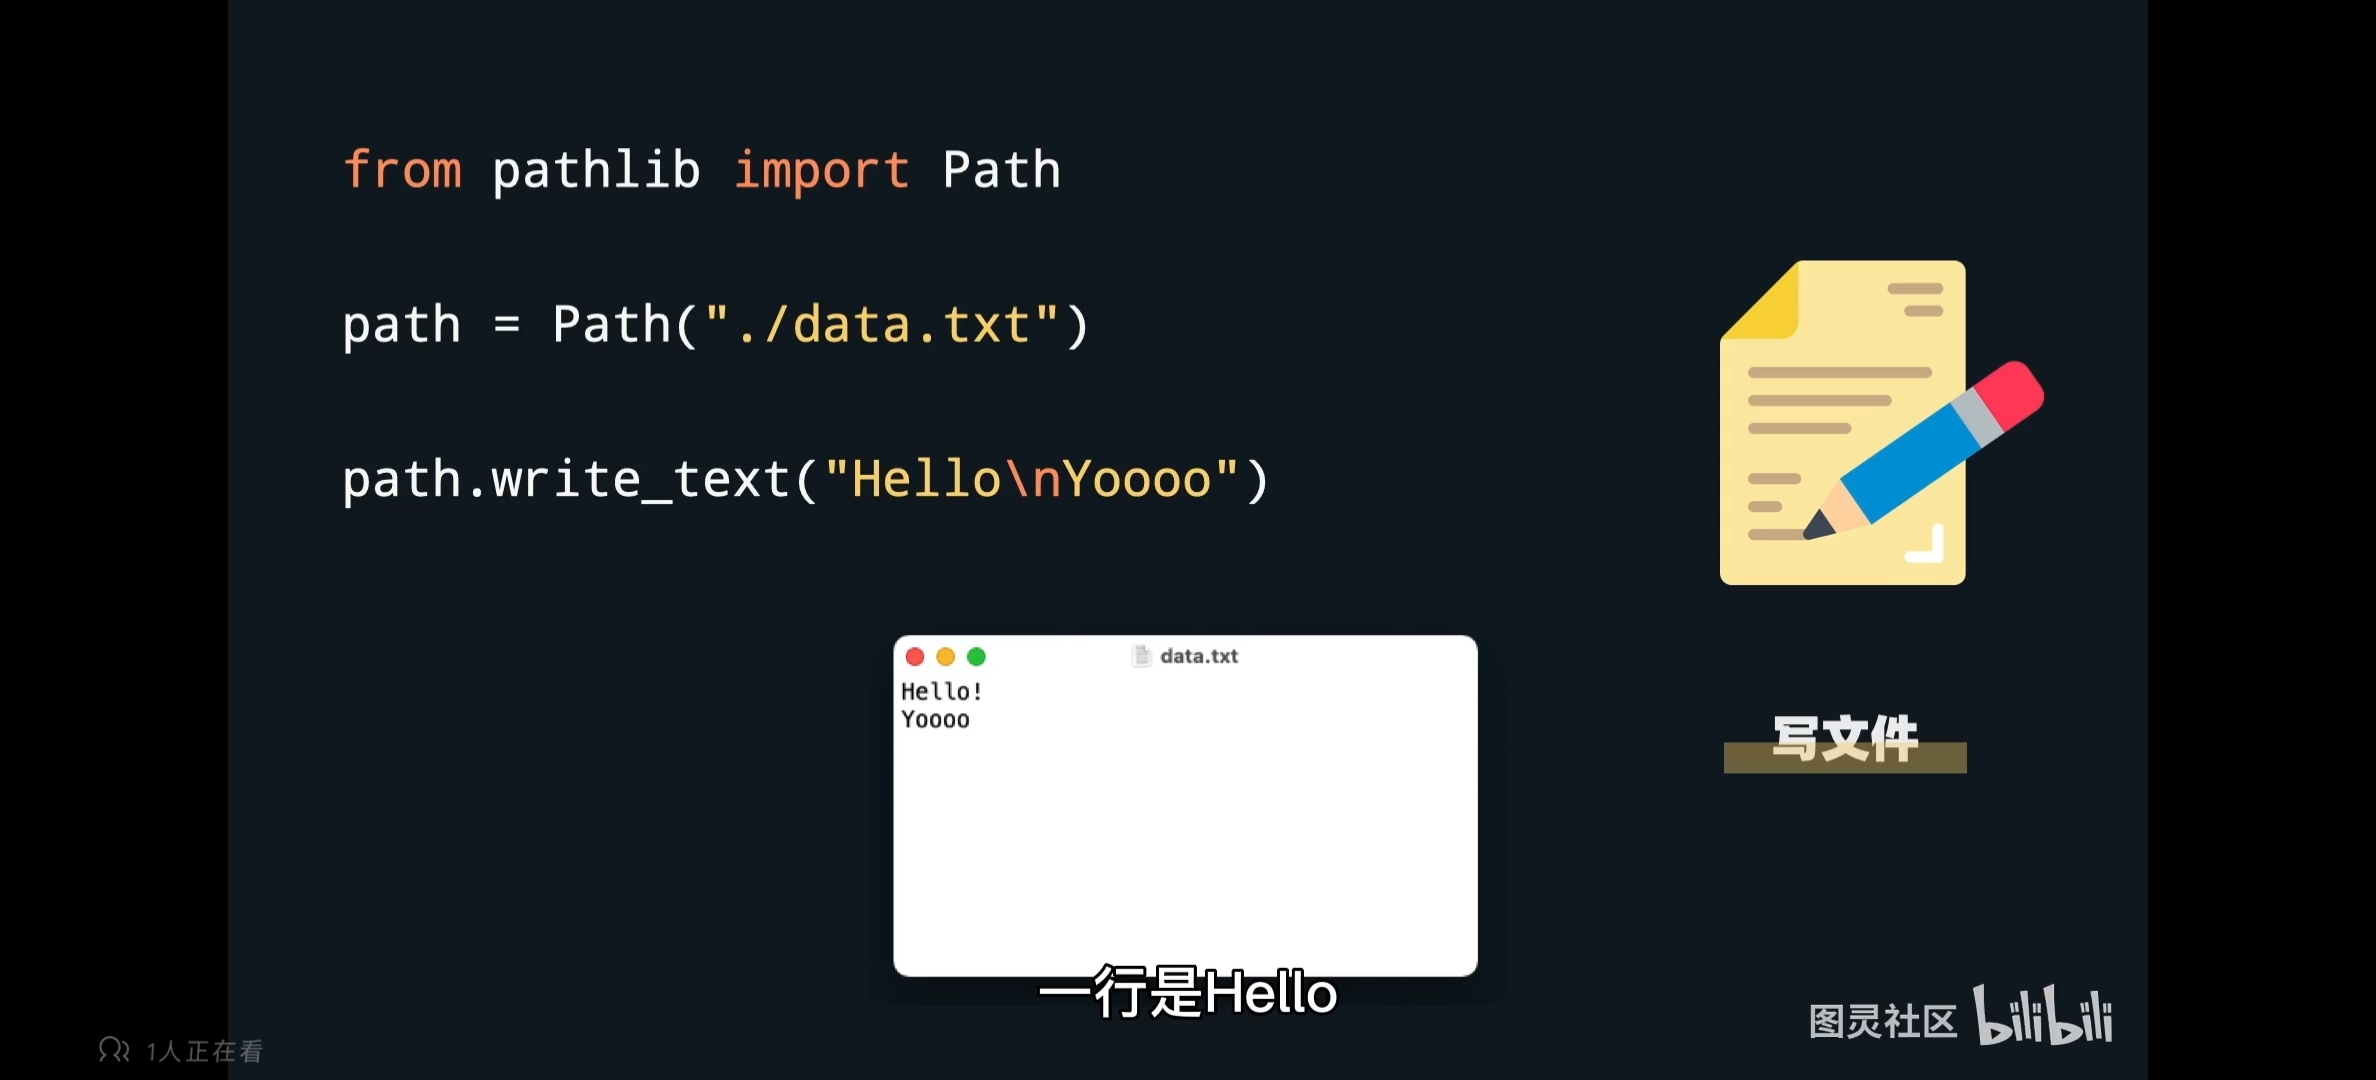 from pathlib import Path
path = Path("./data.txt")
path.write_text("Hello\nYoooo")
data.txt
Hello!
Yoooo
写文件
一行是Hello
图灵社区 bilibili
1人正在看